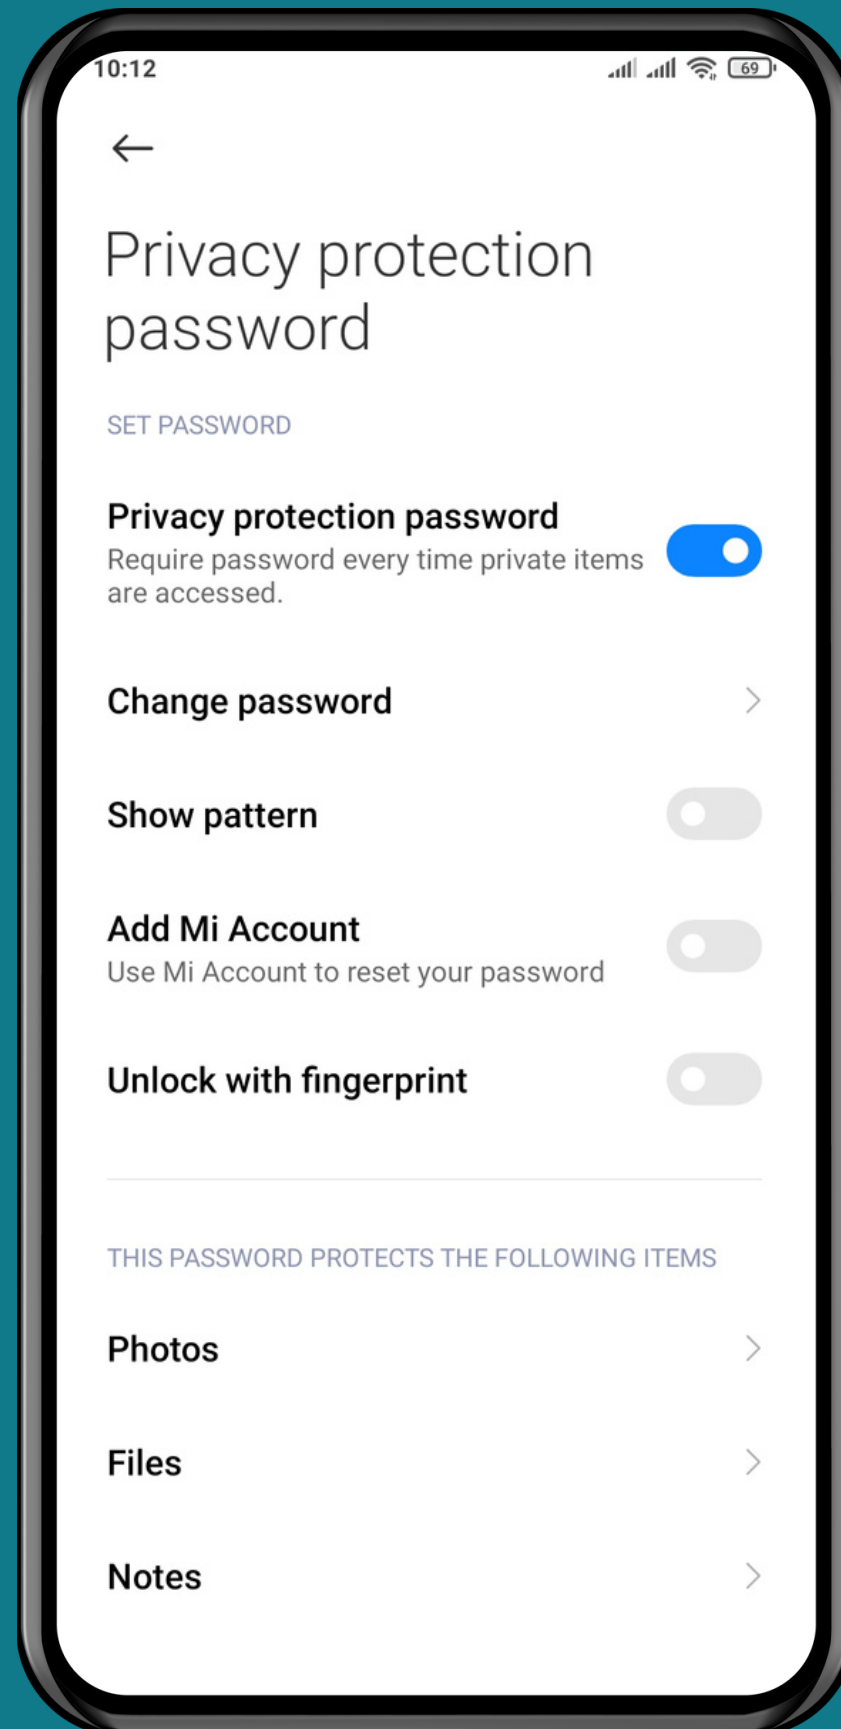 10:12
69
Privacy protection
password
SET PASSWORD
Privacy protection password
Require password every time private items
are accessed.
Change password
Show pattern
Add Mi Account
Use Mi Account to reset your password
Unlock with fingerprint
THIS PASSWORD PROTECTS THE FOLLOWING ITEMS
Photos
Files
Notes